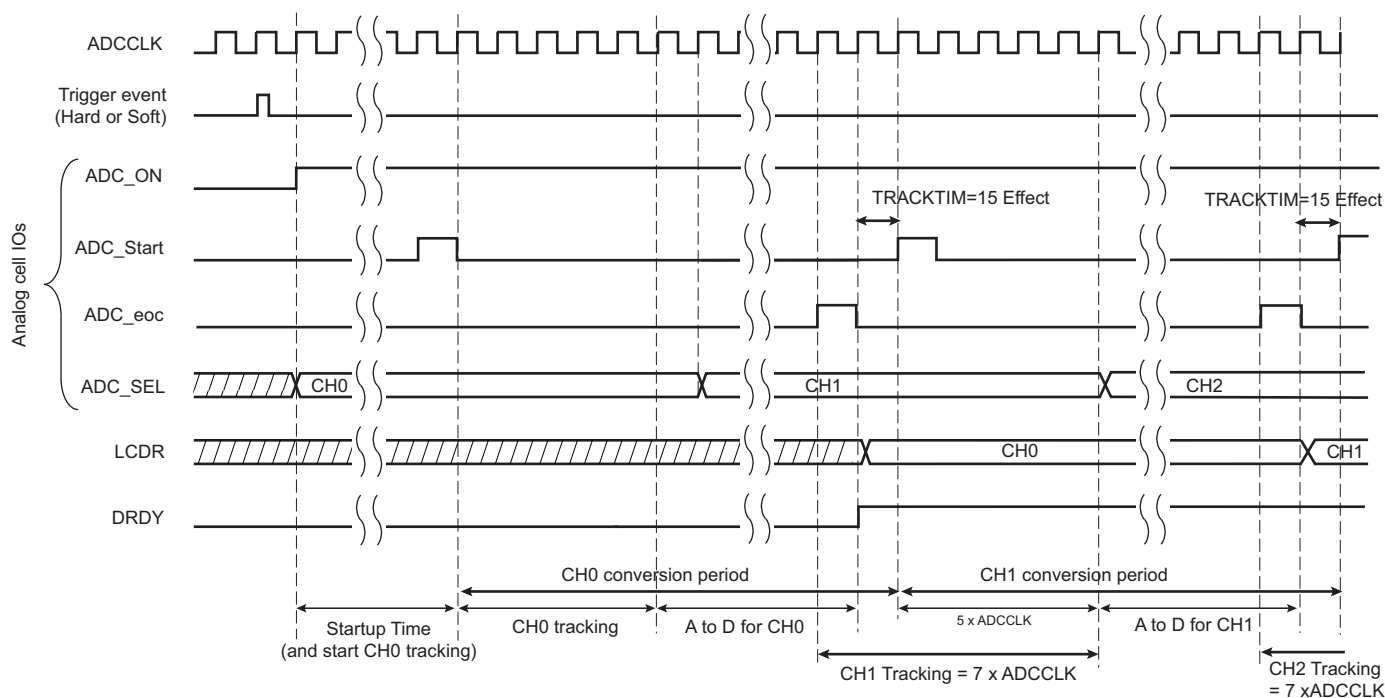 ADCCLK
Trigger event
(Hard or Soft)
Analog cell IOs
ADC_ON
TRACKTIM=15 Effect
TRACKTIM=15 Effect
ADC_Start
ADC_eoc
ADC_SEL
CH0
CH1
CH2
LCDR
CH0
CH1
DRDY
CH0 conversion period
CH1 conversion period
Startup Time
(and start CH0 tracking)
CH0 tracking
A to D for CH0
5 x ADCCLK
A to D for CH1
CH1 Tracking = 7 x ADCCLK
CH2 Tracking
= 7 xADCCLK